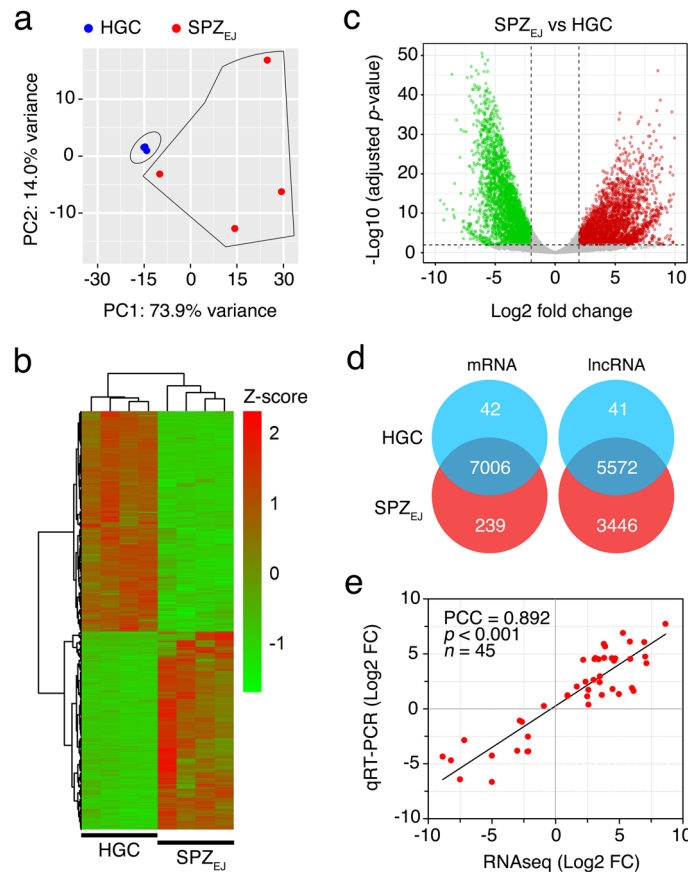 a
HGC
SPZEJ
10
0
-10
PC2: 14.0% variance
-30
-15
0
15
30
PC1: 73.9% variance
b
Z-score
2
1
0
-1
HGC
SPZEJ
c
SPZEJ vs HGC
50
40
30
20
10
0
-Log10 (adjusted p-value)
-10
-5
0
5
10
Log2 fold change
d
mRNA
lncRNA
HGC
42
41
7006
5572
SPZEJ
239
3446
e
PCC = 0.892
p < 0.001
n = 45
10
5
0
-5
-10
qRT-PCR (Log2 FC)
-10
-5
0
5
10
RNAseq (Log2 FC)